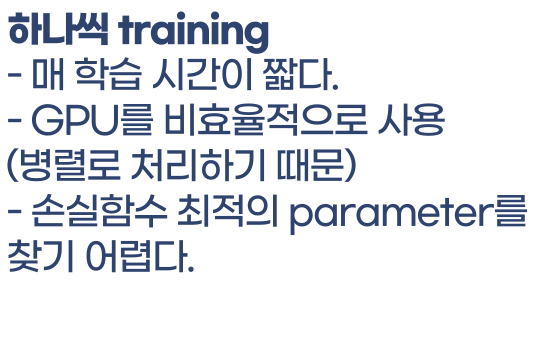 하나씩 training
- 매 학습 시간이 짧다.
- GPU를 비효율적으로 사용
(병렬로 처리하기 때문)
- 손실함수 최적의 parameter를
찾기 어렵다.